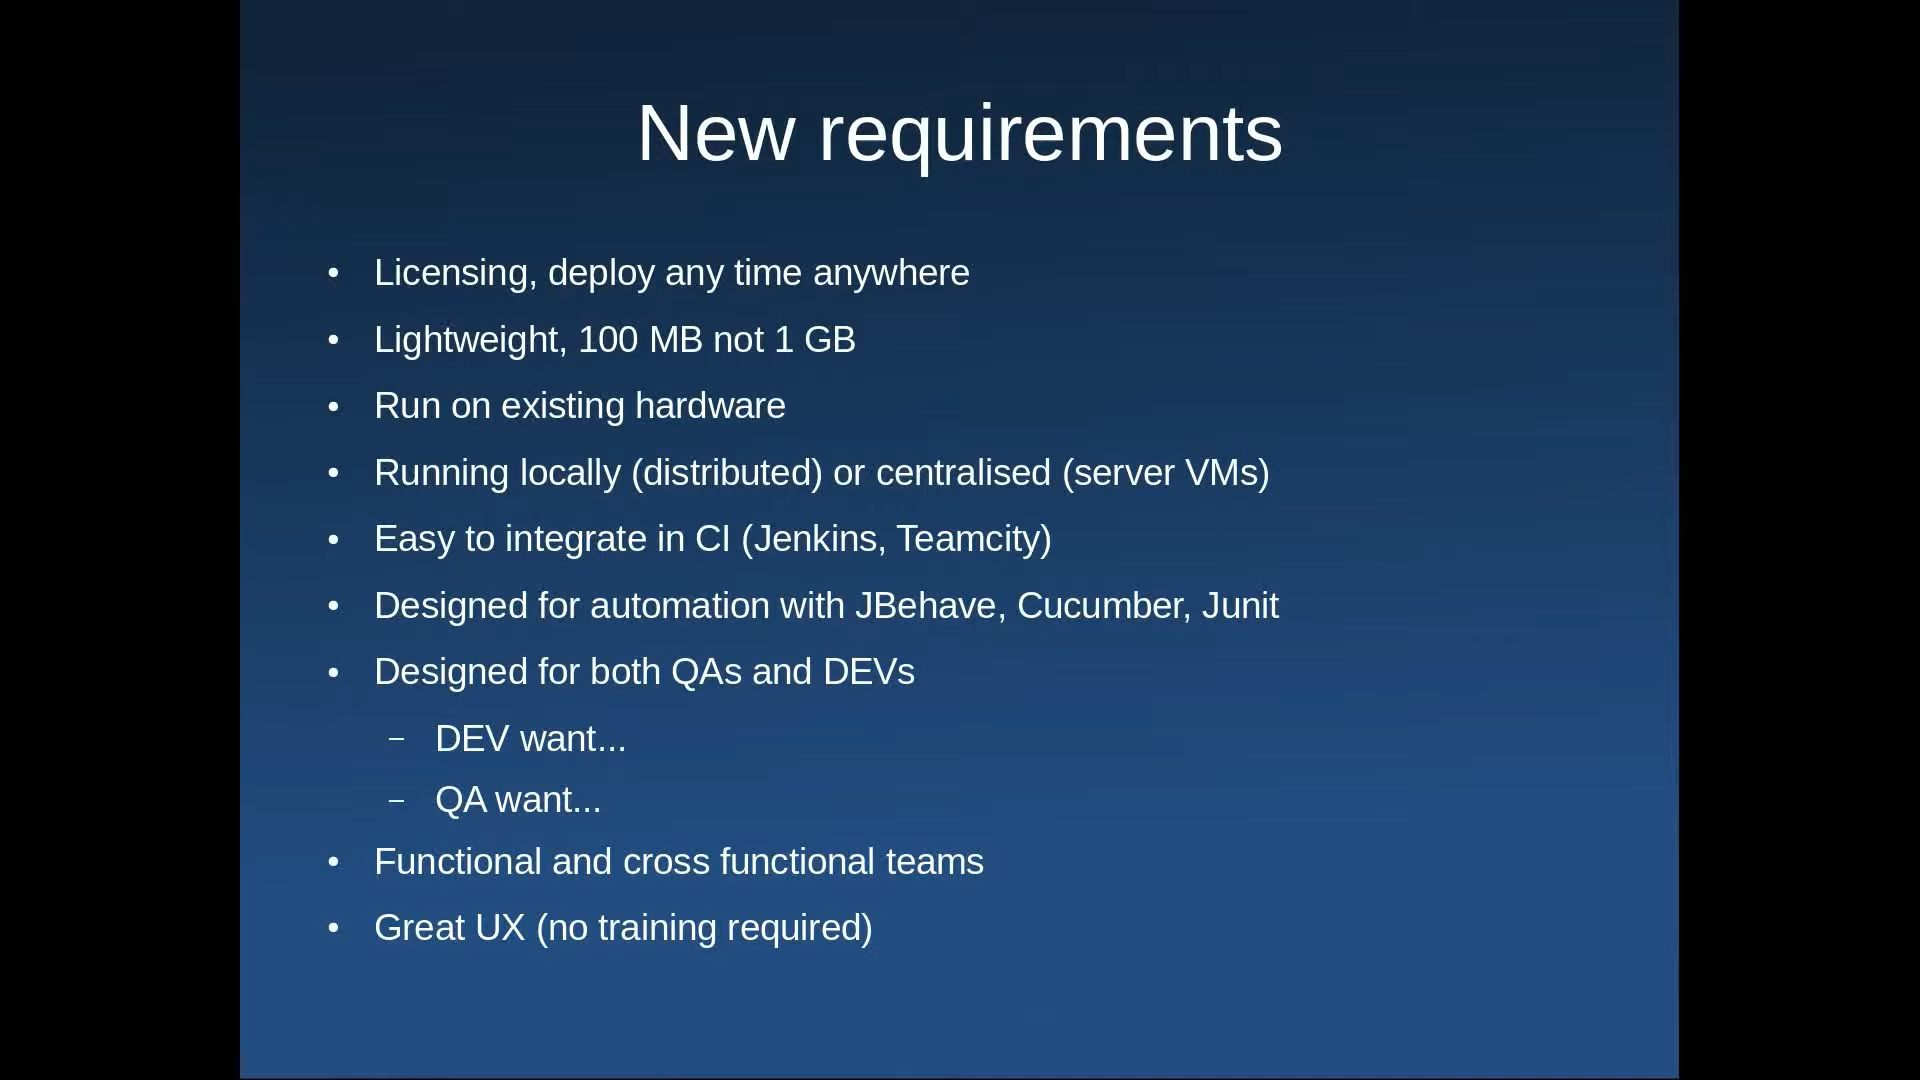 New requirements
• Licensing, deploy any time anywhere
• Lightweight, 100 MB not 1 GB
• Run on existing hardware
• Running locally (distributed) or centralised (server VMs)
• Easy to integrate in CI (Jenkins, Teamcity)
• Designed for automation with JBehave, Cucumber, Junit
• Designed for both QAs and DEVs
– DEV want...
– QA want...
• Functional and cross functional teams
• Great UX (no training required)